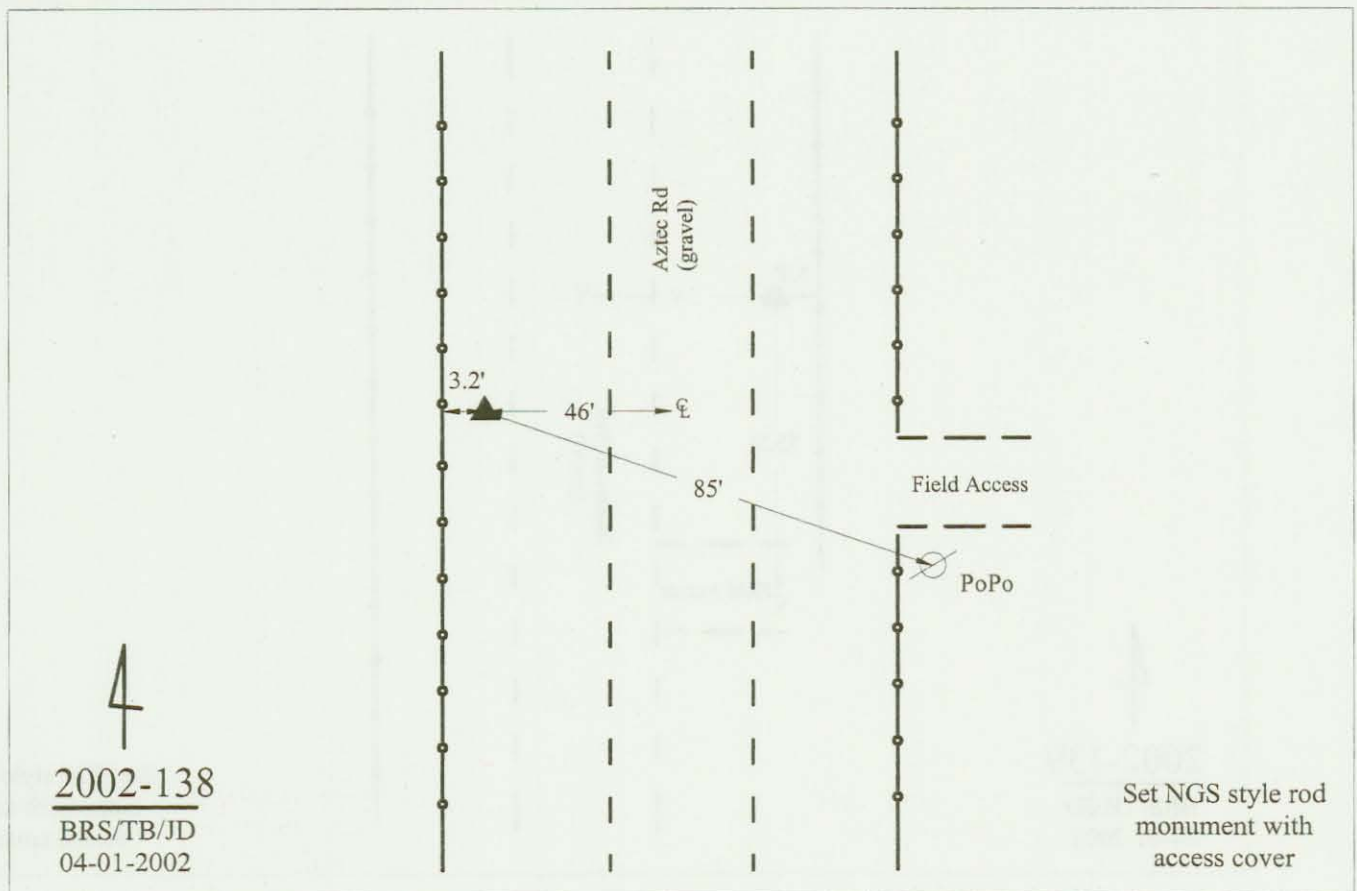 Aztec Rd
(gravel)
3.2'
46'
℄
85'
Field Access
PoPo
2002-138
BRS/TB/JD
04-01-2002
Set NGS style rod
monument with
access cover